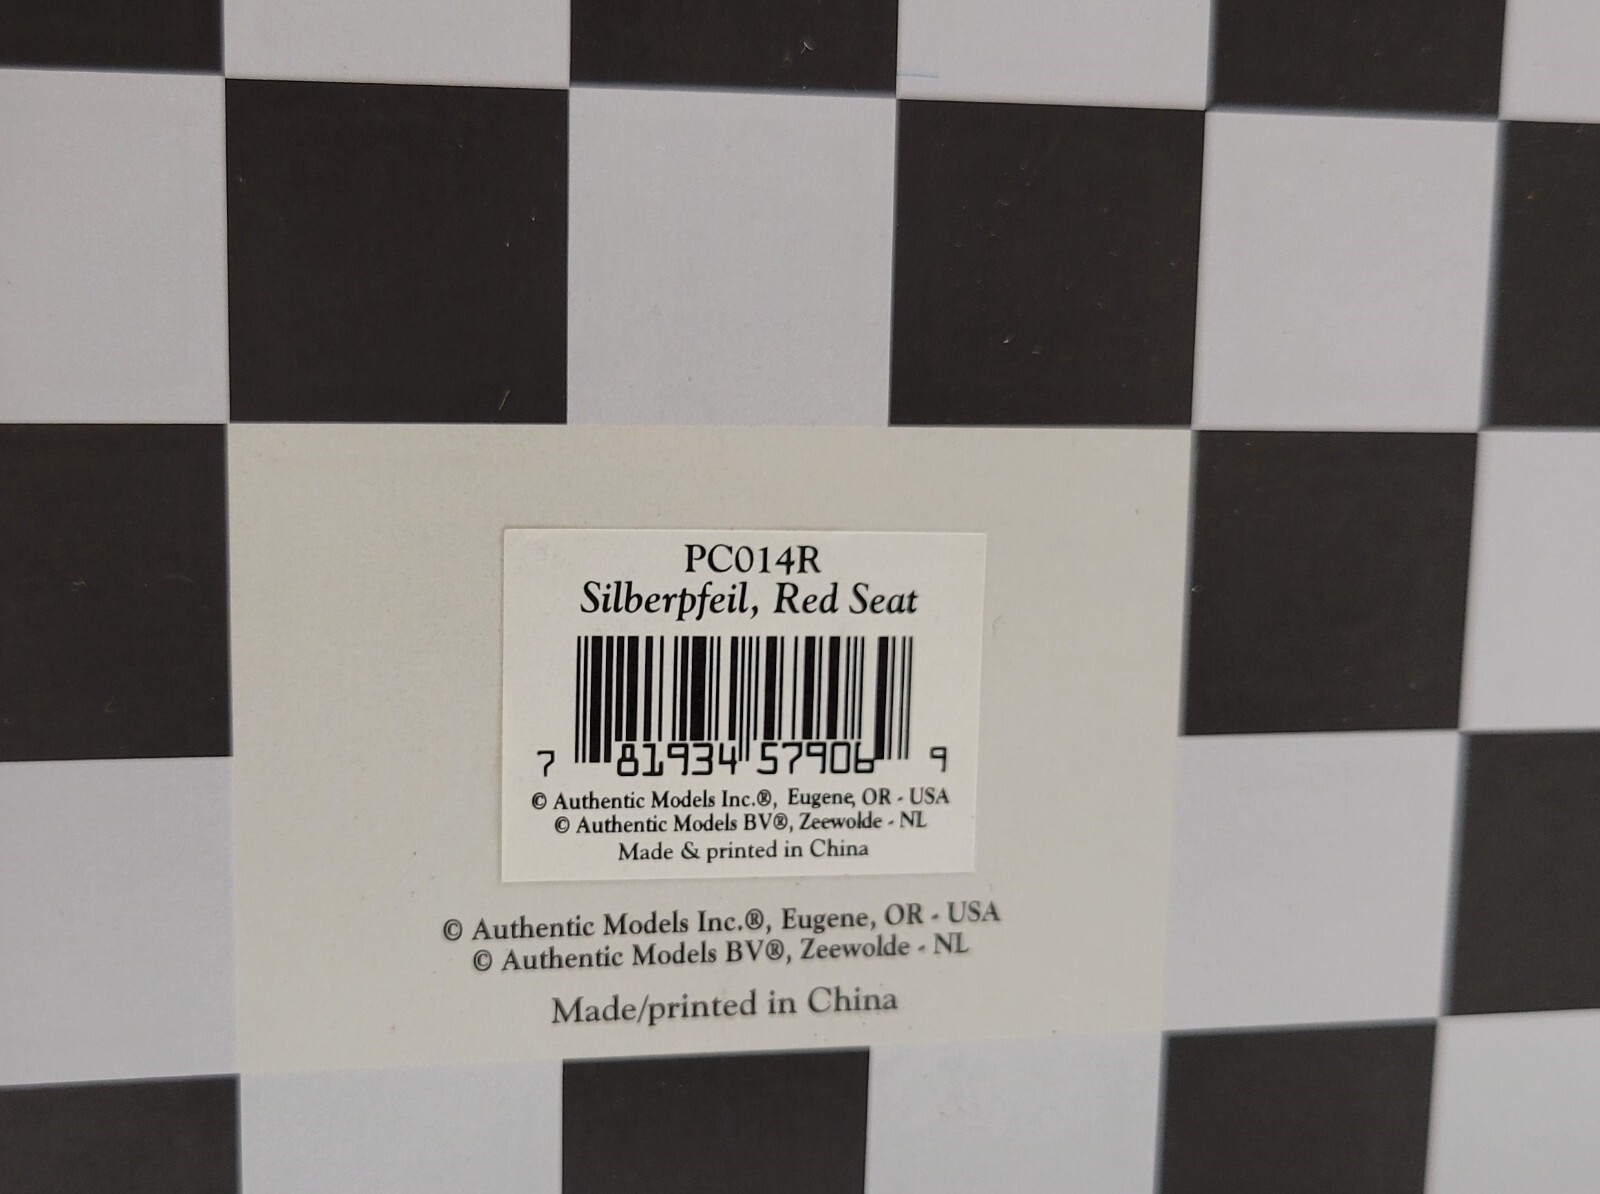 PC014R
Silberpfeil, Red Seat
7 81934 57906 9
© Authentic Models Inc.®, Eugene, OR - USA
© Authentic Models BV®, Zeewolde - NL
Made & printed in China
© Authentic Models Inc.®, Eugene, OR - USA
© Authentic Models BV®, Zeewolde - NL
Made/printed in China